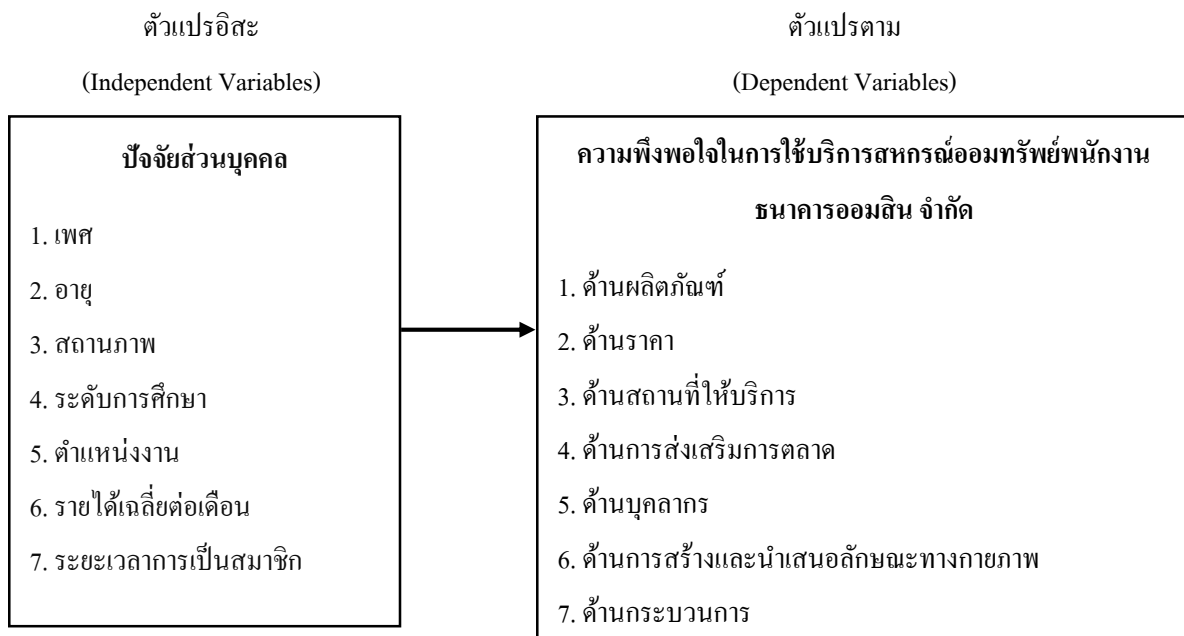 ตัวแปรอิสระ
(Independent Variables)
ปัจจัยส่วนบุคคล
1. เพศ
2. อายุ
3. สถานภาพ
4. ระดับการศึกษา
5. ตำแหน่งงาน
6. รายได้เฉลี่ยต่อเดือน
7. ระยะเวลาการเป็นสมาชิก
ตัวแปรตาม
(Dependent Variables)
ความพึงพอใจในการใช้บริการสหกรณ์ออมทรัพย์พนักงาน
ธนาคารออมสิน จำกัด
1. ด้านผลิตภัณฑ์
2. ด้านราคา
3. ด้านสถานที่ให้บริการ
4. ด้านการส่งเสริมการตลาด
5. ด้านบุคลากร
6. ด้านการสร้างและนำเสนอลักษณะทางกายภาพ
7. ด้านกระบวนการ